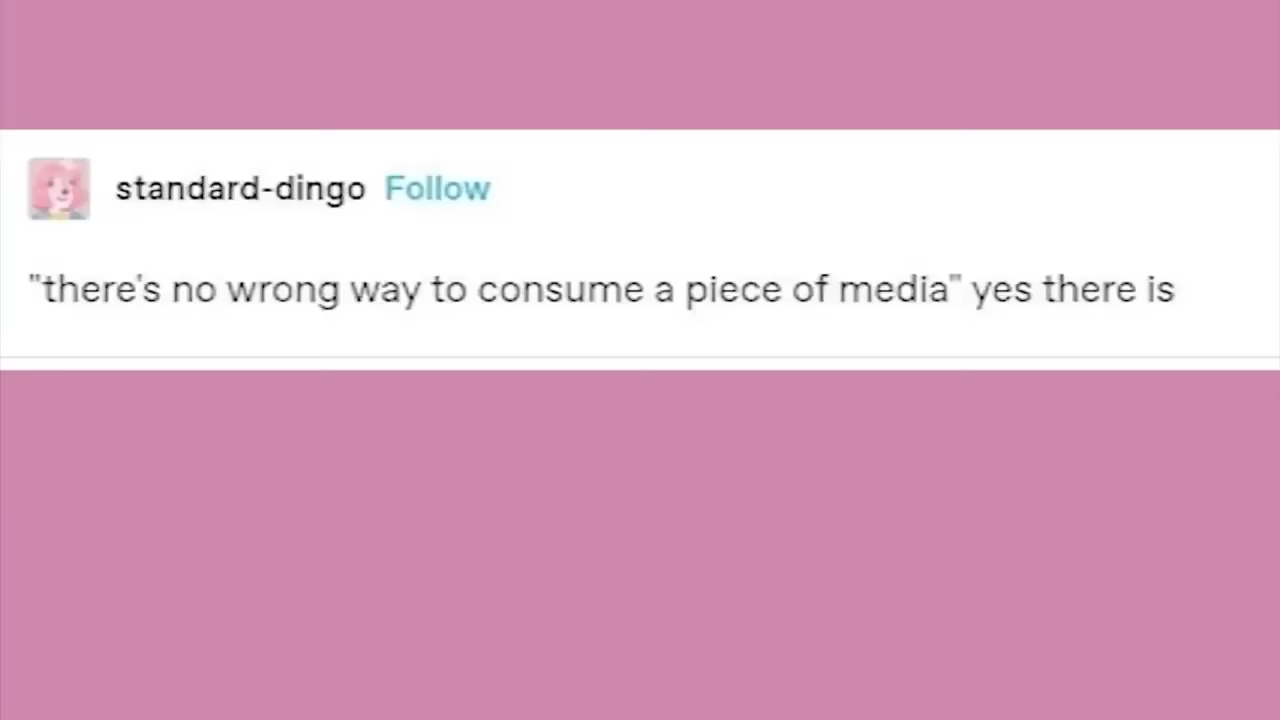 standard-dingo Follow
"there's no wrong way to consume a piece of media" yes there is